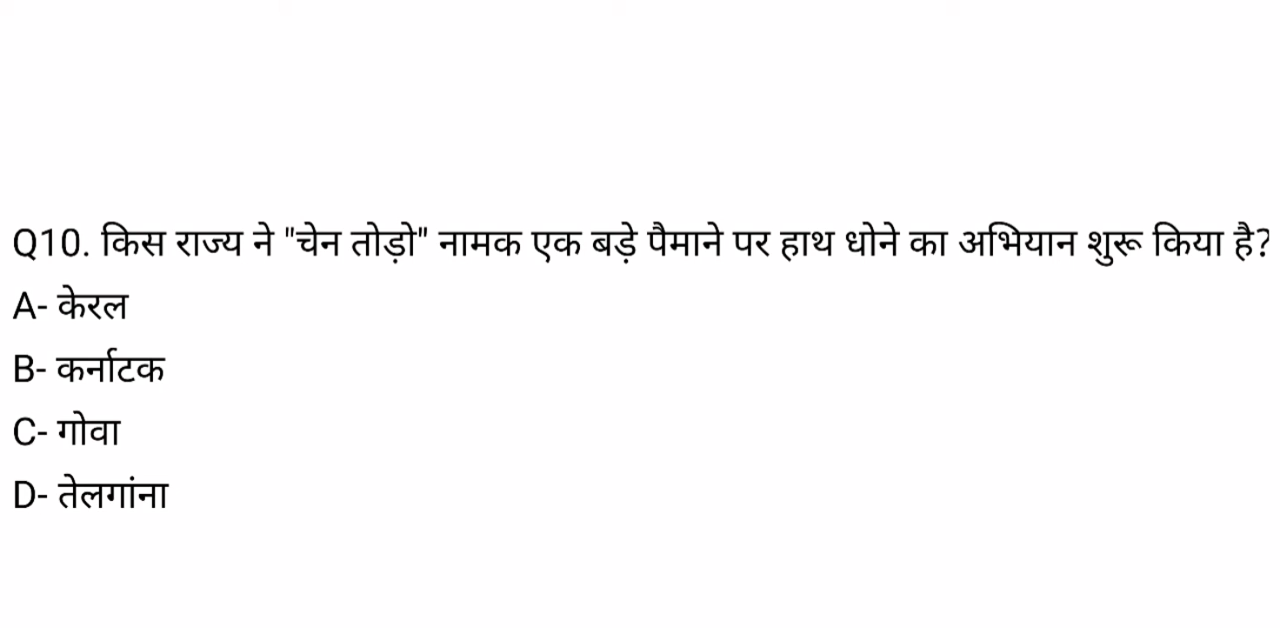 Q10. किस राज्य ने "चेन तोड़ो" नामक एक बड़े पैमाने पर हाथ धोने का अभियान शुरू किया है?
A- केरल
B- कर्नाटक
C- गोवा
D- तेलगांना